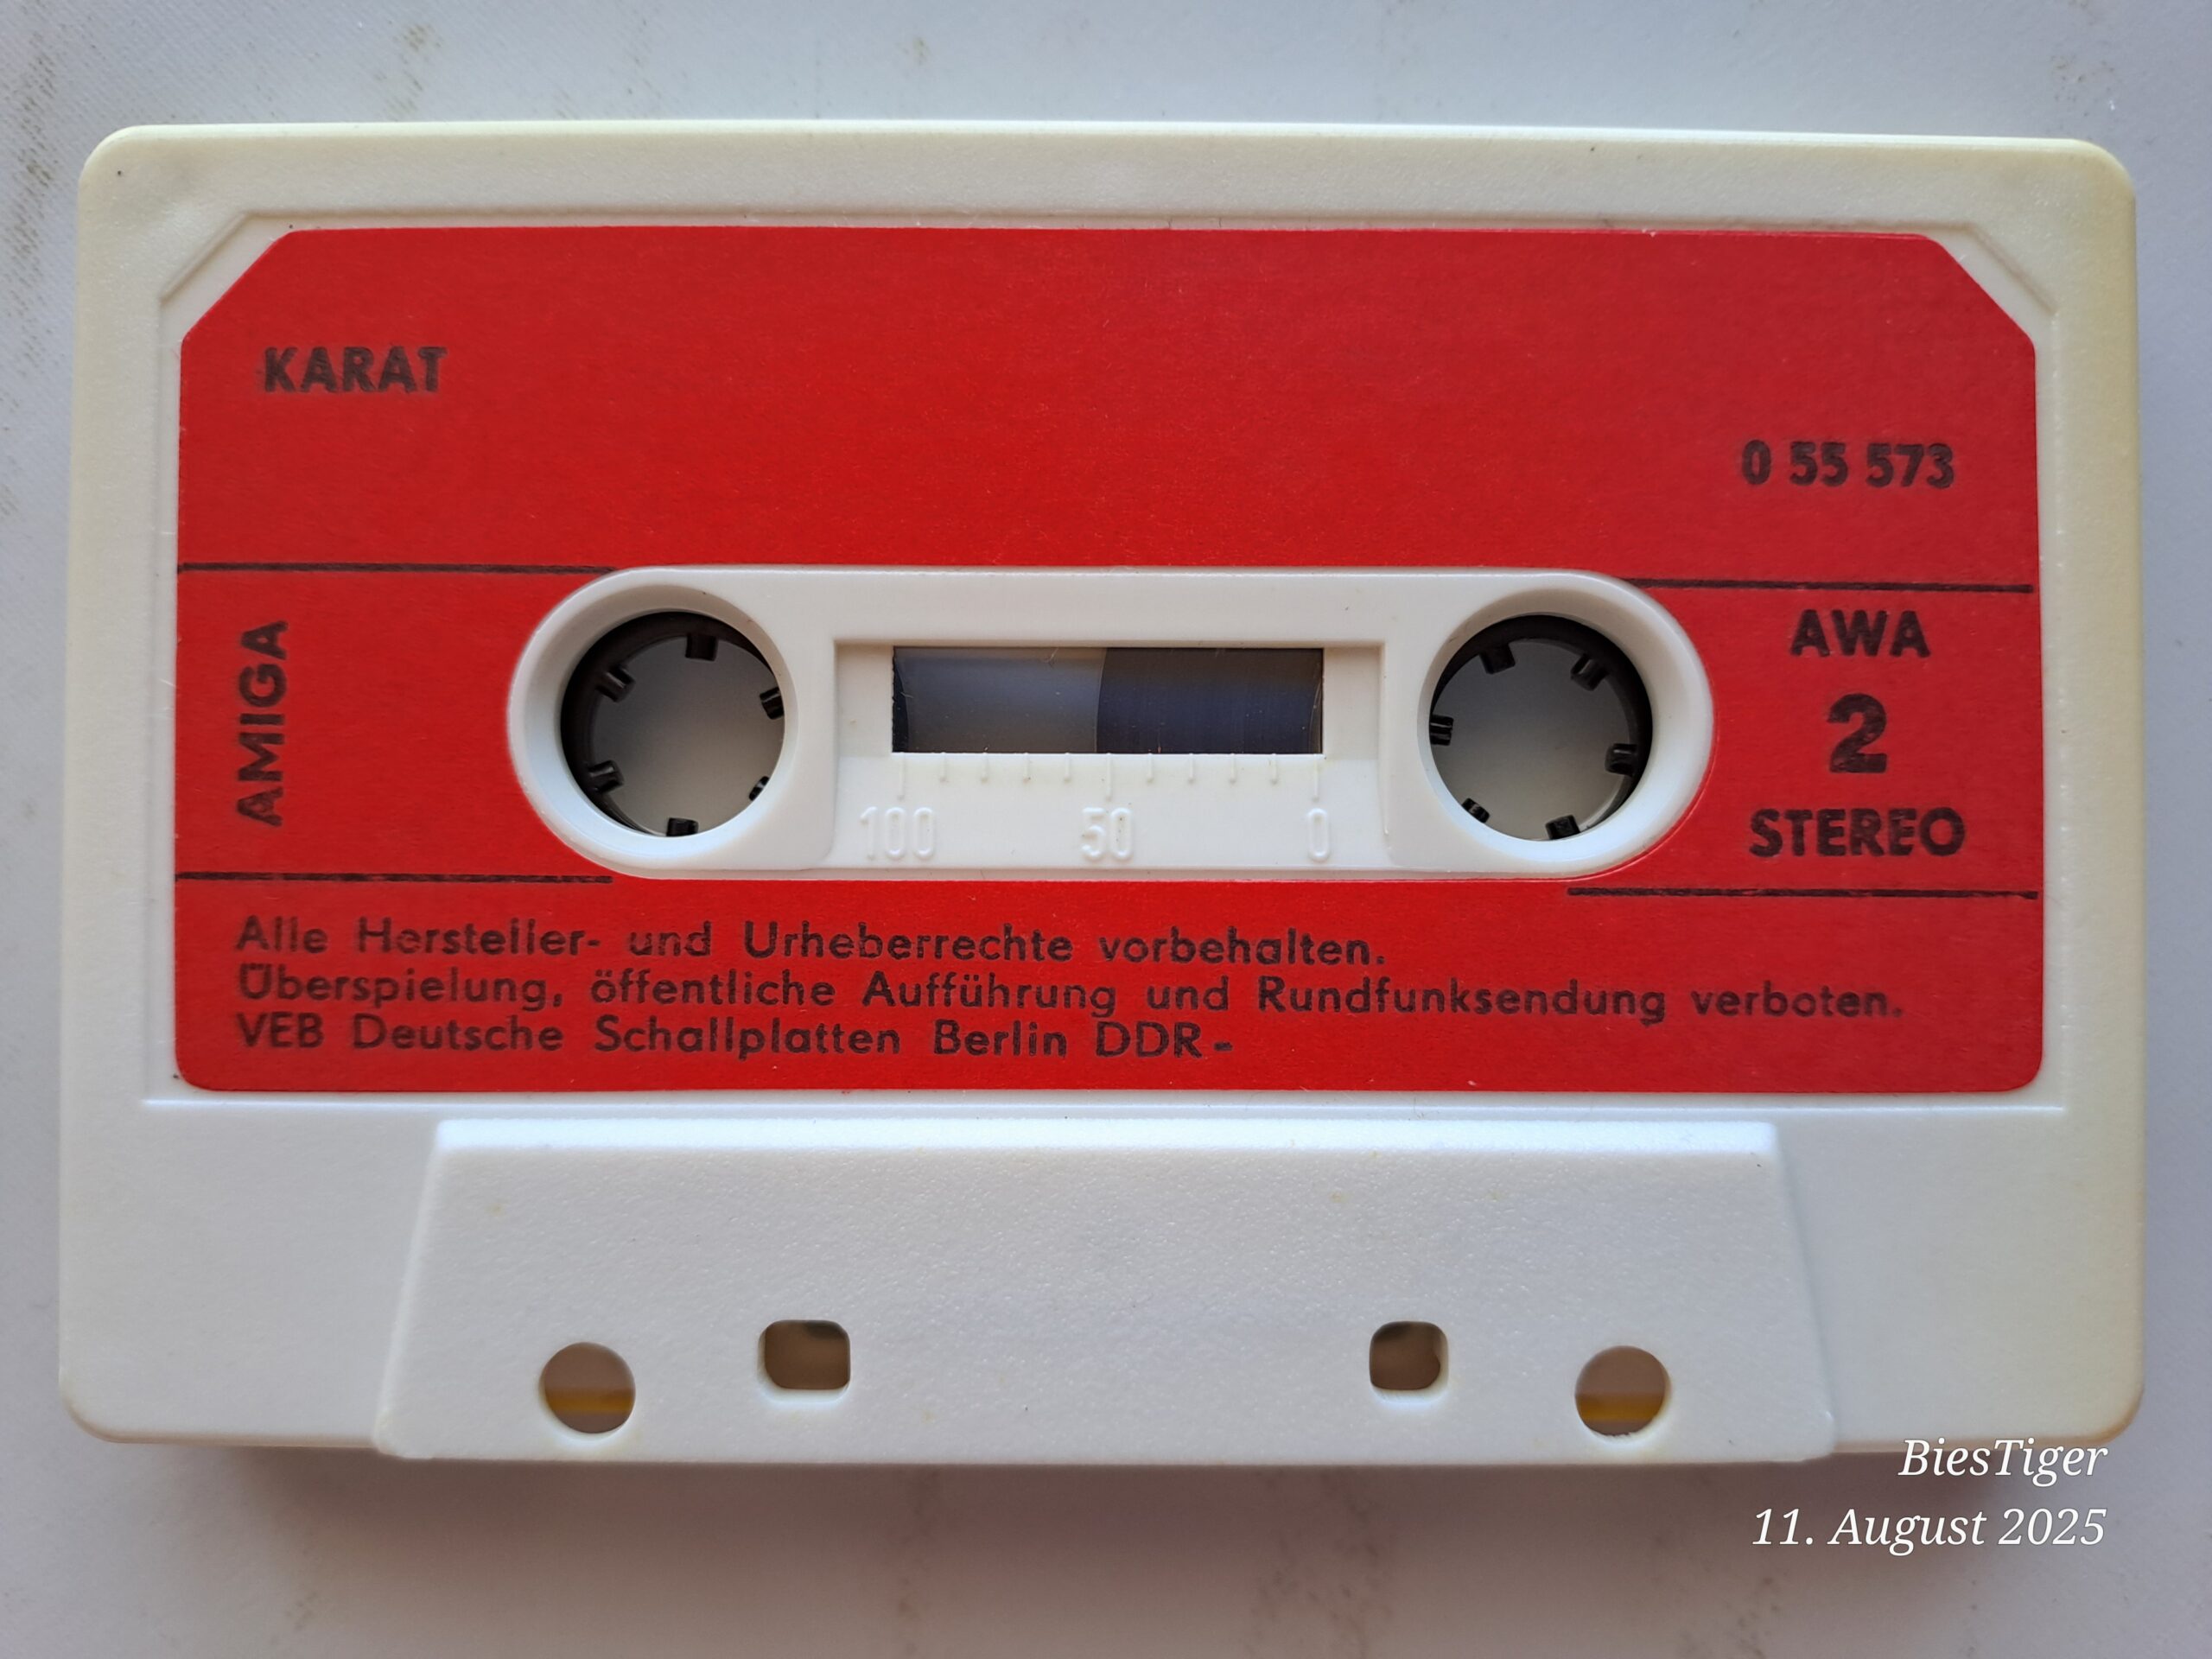 KARAT
0 55 573
AMIGA
AWA
2
STEREO
100 50 0
Alle Hersteller- und Urheberrechte vorbehalten.
Überspielung, öffentliche Aufführung und Rundfunksendung verboten.
VEB Deutsche Schallplatten Berlin DDR -
BiesTiger
11. August 2025